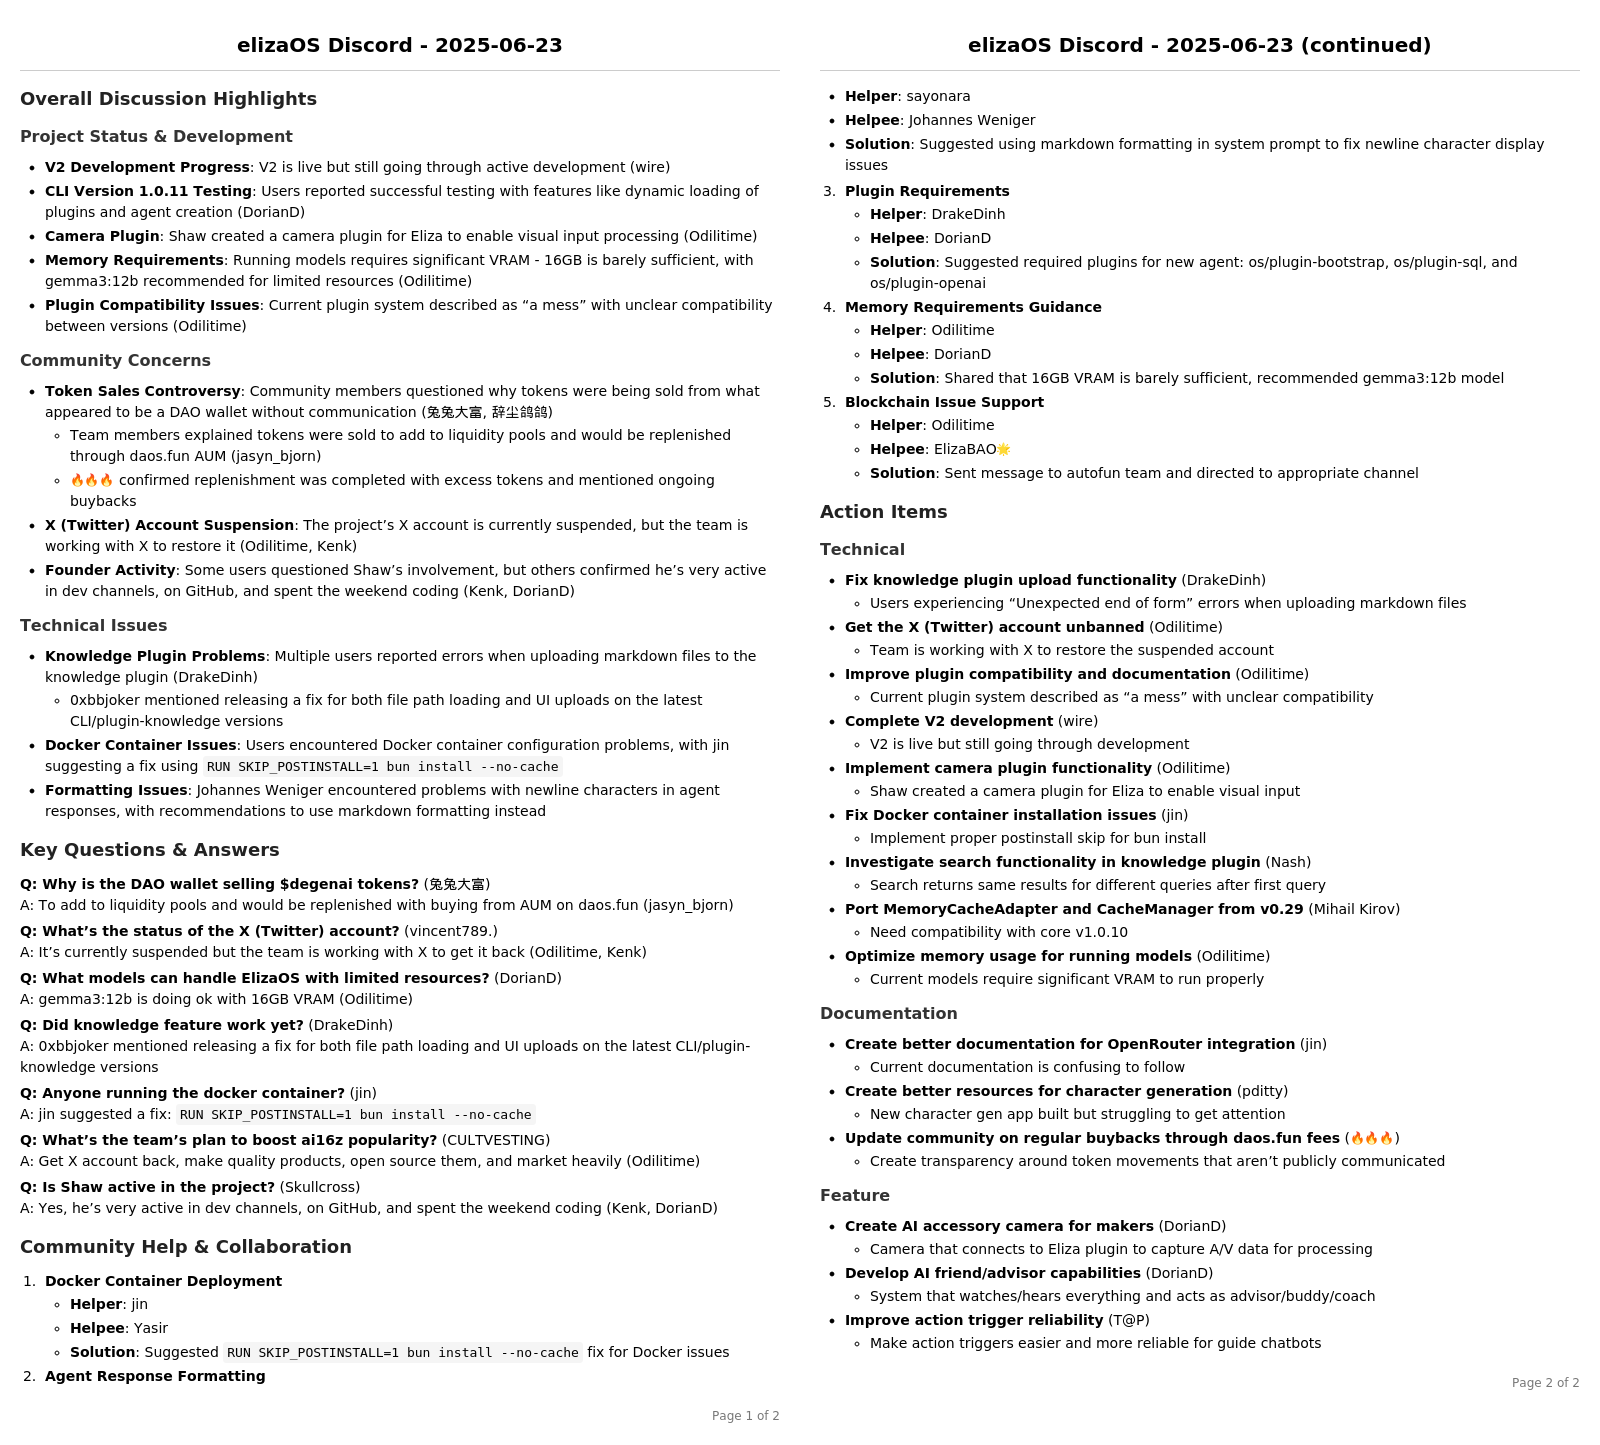 elizaOS Discord - 2025-06-23
Overall Discussion Highlights
Project Status & Development
• V2 Development Progress: V2 is live but still going through active development (wire)
• CLI Version 1.0.11 Testing: Users reported successful testing with features like dynamic loading of
plugins and agent creation (DorianD)
• Camera Plugin: Shaw created a camera plugin for Eliza to enable visual input processing (Odilitime)
• Memory Requirements: Running models requires significant VRAM - 16GB is barely sufficient, with
gemma3:12b recommended for limited resources (Odilitime)
• Plugin Compatibility Issues: Current plugin system described as “a mess” with unclear compatibility
between versions (Odilitime)
Community Concerns
• Token Sales Controversy: Community members questioned why tokens were being sold from what
appeared to be a DAO wallet without communication (兔兔大富, 辞尘鸽鸽)
◦ Team members explained tokens were sold to add to liquidity pools and would be replenished
through daos.fun AUM (jasyn_bjorn)
◦ 🔥🔥🔥 confirmed replenishment was completed with excess tokens and mentioned ongoing
buybacks
• X (Twitter) Account Suspension: The project’s X account is currently suspended, but the team is
working with X to restore it (Odilitime, Kenk)
• Founder Activity: Some users questioned Shaw’s involvement, but others confirmed he’s very active
in dev channels, on GitHub, and spent the weekend coding (Kenk, DorianD)
Technical Issues
• Knowledge Plugin Problems: Multiple users reported errors when uploading markdown files to the
knowledge plugin (DrakeDinh)
◦ 0xbbjoker mentioned releasing a fix for both file path loading and UI uploads on the latest
CLI/plugin-knowledge versions
• Docker Container Issues: Users encountered Docker container configuration problems, with jin
suggesting a fix using RUN SKIP_POSTINSTALL=1 bun install --no-cache
• Formatting Issues: Johannes Weniger encountered problems with newline characters in agent
responses, with recommendations to use markdown formatting instead
Key Questions & Answers
Q: Why is the DAO wallet selling $degenai tokens? (兔兔大富)
A: To add to liquidity pools and would be replenished with buying from AUM on daos.fun (jasyn_bjorn)
Q: What’s the status of the X (Twitter) account? (vincent789.)
A: It’s currently suspended but the team is working with X to get it back (Odilitime, Kenk)
Q: What models can handle ElizaOS with limited resources? (DorianD)
A: gemma3:12b is doing ok with 16GB VRAM (Odilitime)
Q: Did knowledge feature work yet? (DrakeDinh)
A: 0xbbjoker mentioned releasing a fix for both file path loading and UI uploads on the latest CLI/plugin-
knowledge versions
Q: Anyone running the docker container? (jin)
A: jin suggested a fix: RUN SKIP_POSTINSTALL=1 bun install --no-cache
Q: What’s the team’s plan to boost ai16z popularity? (CULTVESTING)
A: Get X account back, make quality products, open source them, and market heavily (Odilitime)
Q: Is Shaw active in the project? (Skullcross)
A: Yes, he’s very active in dev channels, on GitHub, and spent the weekend coding (Kenk, DorianD)
Community Help & Collaboration
1. Docker Container Deployment
◦ Helper: jin
◦ Helpee: Yasir
◦ Solution: Suggested RUN SKIP_POSTINSTALL=1 bun install --no-cache fix for Docker issues
2. Agent Response Formatting
Page 1 of 2
elizaOS Discord - 2025-06-23 (continued)
• Helper: sayonara
• Helpee: Johannes Weniger
• Solution: Suggested using markdown formatting in system prompt to fix newline character display
issues
3. Plugin Requirements
◦ Helper: DrakeDinh
◦ Helpee: DorianD
◦ Solution: Suggested required plugins for new agent: os/plugin-bootstrap, os/plugin-sql, and
os/plugin-openai
4. Memory Requirements Guidance
◦ Helper: Odilitime
◦ Helpee: DorianD
◦ Solution: Shared that 16GB VRAM is barely sufficient, recommended gemma3:12b model
5. Blockchain Issue Support
◦ Helper: Odilitime
◦ Helpee: ElizaBAO🌟
◦ Solution: Sent message to autofun team and directed to appropriate channel
Action Items
Technical
• Fix knowledge plugin upload functionality (DrakeDinh)
◦ Users experiencing “Unexpected end of form” errors when uploading markdown files
• Get the X (Twitter) account unbanned (Odilitime)
◦ Team is working with X to restore the suspended account
• Improve plugin compatibility and documentation (Odilitime)
◦ Current plugin system described as “a mess” with unclear compatibility
• Complete V2 development (wire)
◦ V2 is live but still going through development
• Implement camera plugin functionality (Odilitime)
◦ Shaw created a camera plugin for Eliza to enable visual input
• Fix Docker container installation issues (jin)
◦ Implement proper postinstall skip for bun install
• Investigate search functionality in knowledge plugin (Nash)
◦ Search returns same results for different queries after first query
• Port MemoryCacheAdapter and CacheManager from v0.29 (Mihail Kirov)
◦ Need compatibility with core v1.0.10
• Optimize memory usage for running models (Odilitime)
◦ Current models require significant VRAM to run properly
Documentation
• Create better documentation for OpenRouter integration (jin)
◦ Current documentation is confusing to follow
• Create better resources for character generation (pditty)
◦ New character gen app built but struggling to get attention
• Update community on regular buybacks through daos.fun fees (🔥🔥🔥)
◦ Create transparency around token movements that aren’t publicly communicated
Feature
• Create AI accessory camera for makers (DorianD)
◦ Camera that connects to Eliza plugin to capture A/V data for processing
• Develop AI friend/advisor capabilities (DorianD)
◦ System that watches/hears everything and acts as advisor/buddy/coach
• Improve action trigger reliability (T@P)
◦ Make action triggers easier and more reliable for guide chatbots
Page 2 of 2